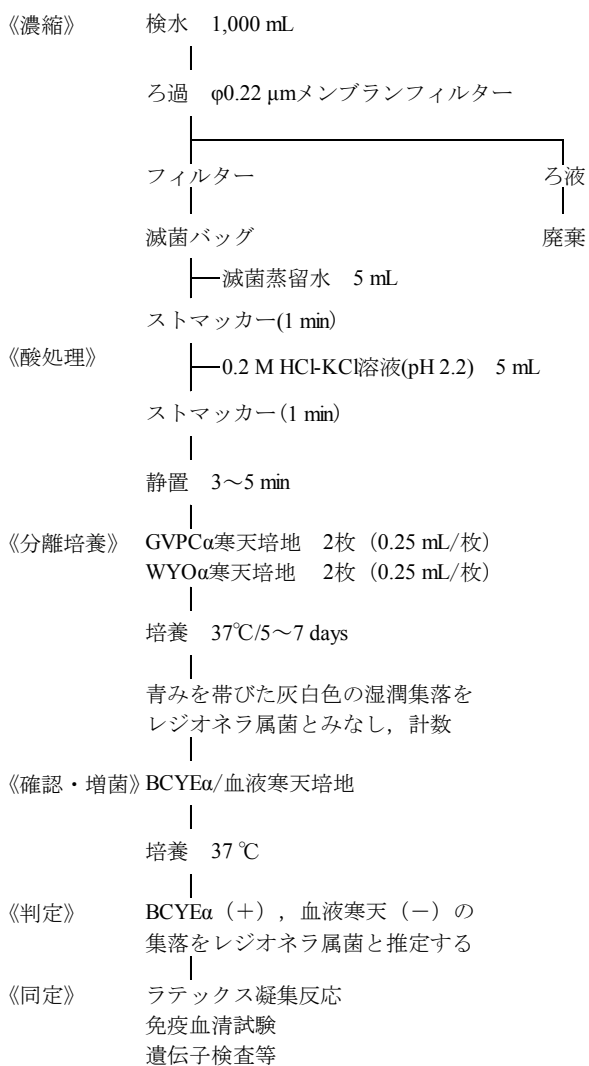 《濃縮》 検水 1,000 mL
ろ過 φ0.22 µmメンブランフィルター
フィルター ろ液
滅菌バッグ 廃棄
滅菌蒸留水 5 mL
ストマッカー(1 min)
《酸処理》 0.2 M HCl-KCl溶液(pH 2.2) 5 mL
ストマッカー(1 min)
静置 3～5 min
《分離培養》 GVPCα寒天培地 2枚（0.25 mL/枚）
WYOα寒天培地 2枚（0.25 mL/枚）
培養 37℃/5～7 days
青みを帯びた灰白色の湿潤集落を
レジオネラ属菌とみなし，計数
《確認・増菌》 BCYEα/血液寒天培地
培養 37 ℃
《判定》 BCYEα（＋），血液寒天（－）の
集落をレジオネラ属菌と推定する
《同定》 ラテックス凝集反応
免疫血清試験
遺伝子検査等